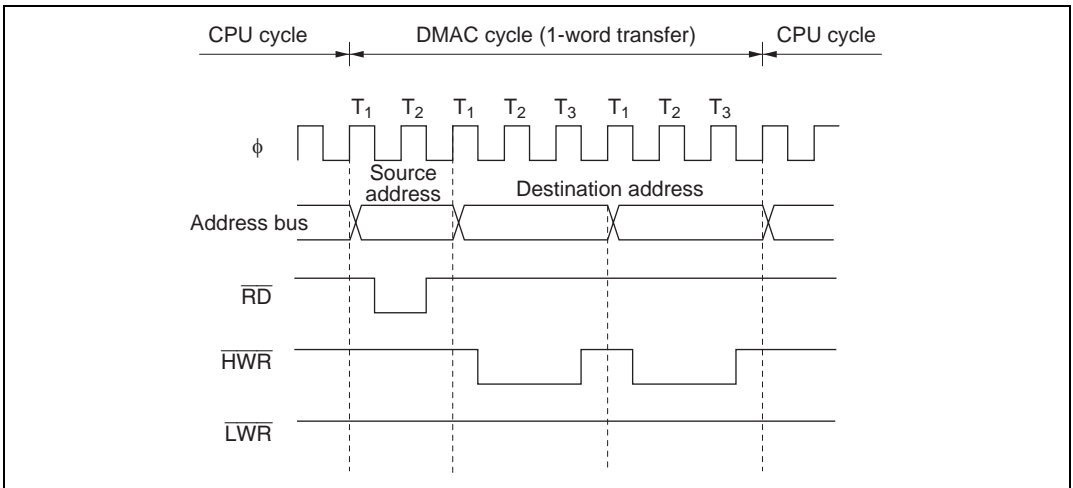 CPU cycle DMAC cycle (1-word transfer) CPU cycle
T1 T2 T1 T2 T3 T1 T2 T3
ϕ
Source
address
Destination address
Address bus
RD
HWR
LWR